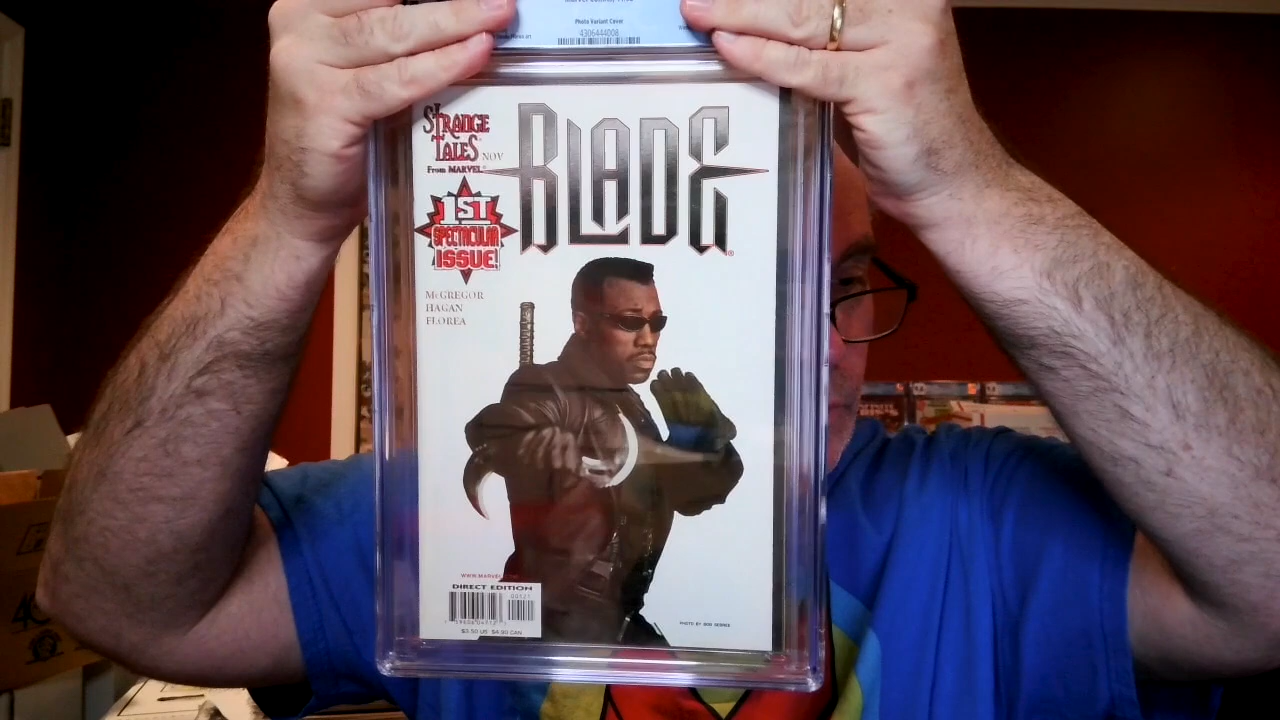 Photo Variant Cover
4306444008
STRANGE
TALES
NOV
From MARVEL
BLADE
1ST
SPECTACULAR
ISSUE!
McGREGOR
HAGAN
FLOREA
DIRECT EDITION
$3.50 US $4.90 CAN